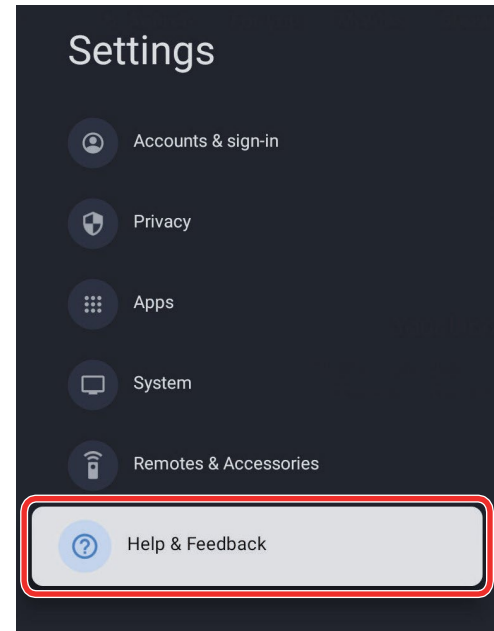 Settings
Accounts & sign-in
Privacy
Apps
System
Remotes & Accessories
Help & Feedback